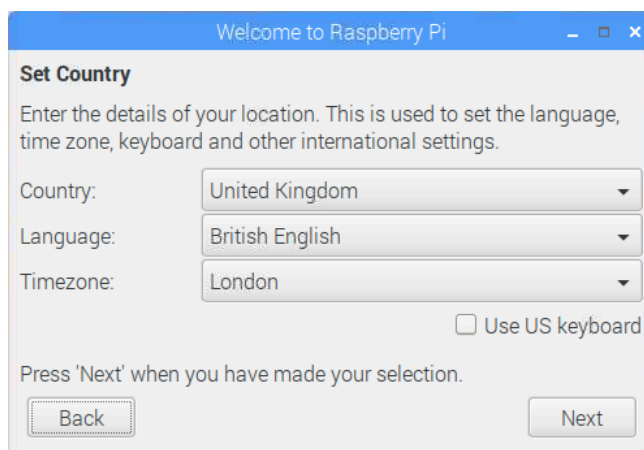 Welcome to Raspberry Pi
Set Country
Enter the details of your location. This is used to set the language,
time zone, keyboard and other international settings.
Country: United Kingdom
Language: British English
Timezone: London
Use US keyboard
Press 'Next' when you have made your selection.
Back Next